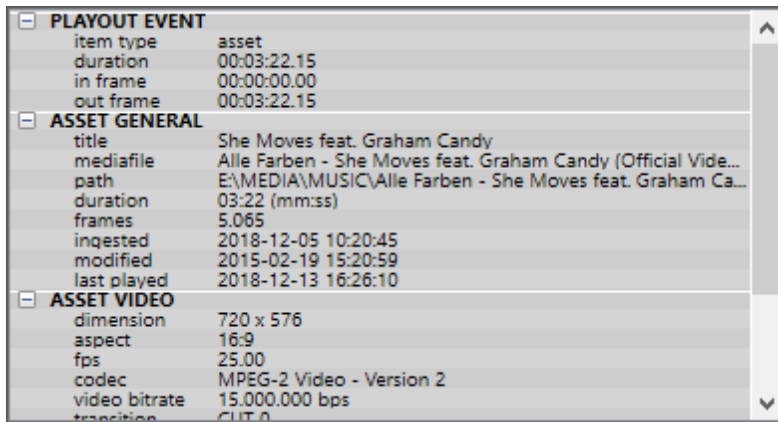 PLAYOUT EVENT
item type asset
duration 00:03:22.15
in frame 00:00:00.00
out frame 00:03:22.15
ASSET GENERAL
title She Moves feat. Graham Candy
mediafile Alle Farben - She Moves feat. Graham Candy (Official Vide...
path E:\MEDIA\MUSIC\Alle Farben - She Moves feat. Graham Ca...
duration 03:22 (mm:ss)
frames 5.065
ingested 2018-12-05 10:20:45
modified 2015-02-19 15:20:59
last played 2018-12-13 16:26:10
ASSET VIDEO
dimension 720 x 576
aspect 16:9
fps 25.00
codec MPEG-2 Video - Version 2
video bitrate 15.000.000 bps
transition CUT 0